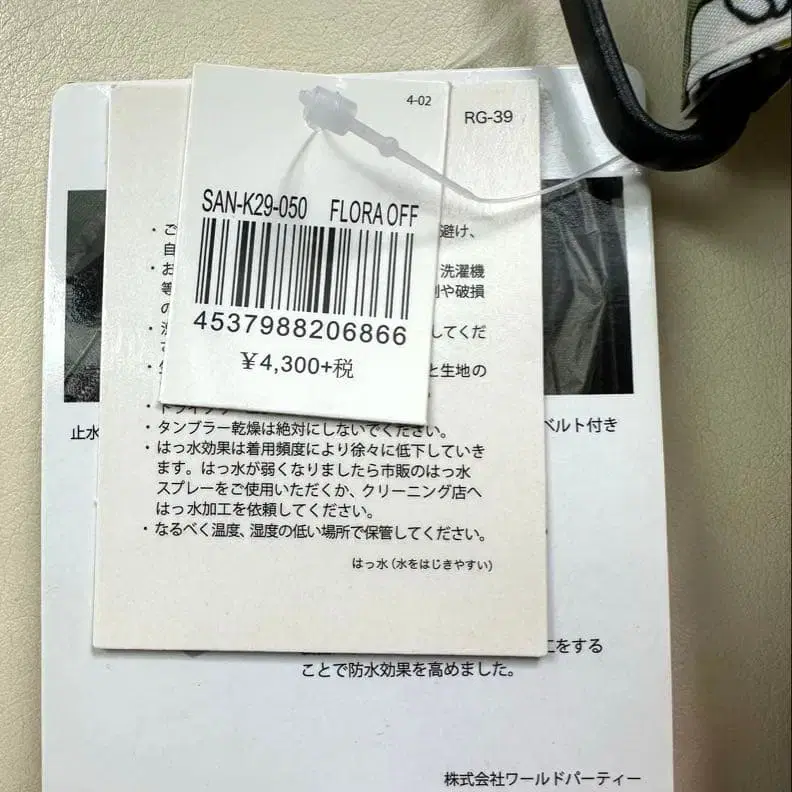 4-02
RG-39
SAN-K29-050 FLORA OFF
4537988206866
¥4,300+税
・ご
避け、
自
・お
洗濯機
等
や破損
の
してくだ
と生地の
・タンブラー乾燥は絶対にしないでください。
・はっ水効果は着用頻度により徐々に低下していき
ます。はっ水が弱くなりましたら市販のはっ水
スプレーをご使用いただくか、クリーニング店へ
はっ水加工を依頼してください。
・なるべく温度、湿度の低い場所で保管してください。
はっ水（水をはじきやすい）
止水
ベルト付き
をする
ことで防水効果を高めました。
株式会社ワールドパーティー